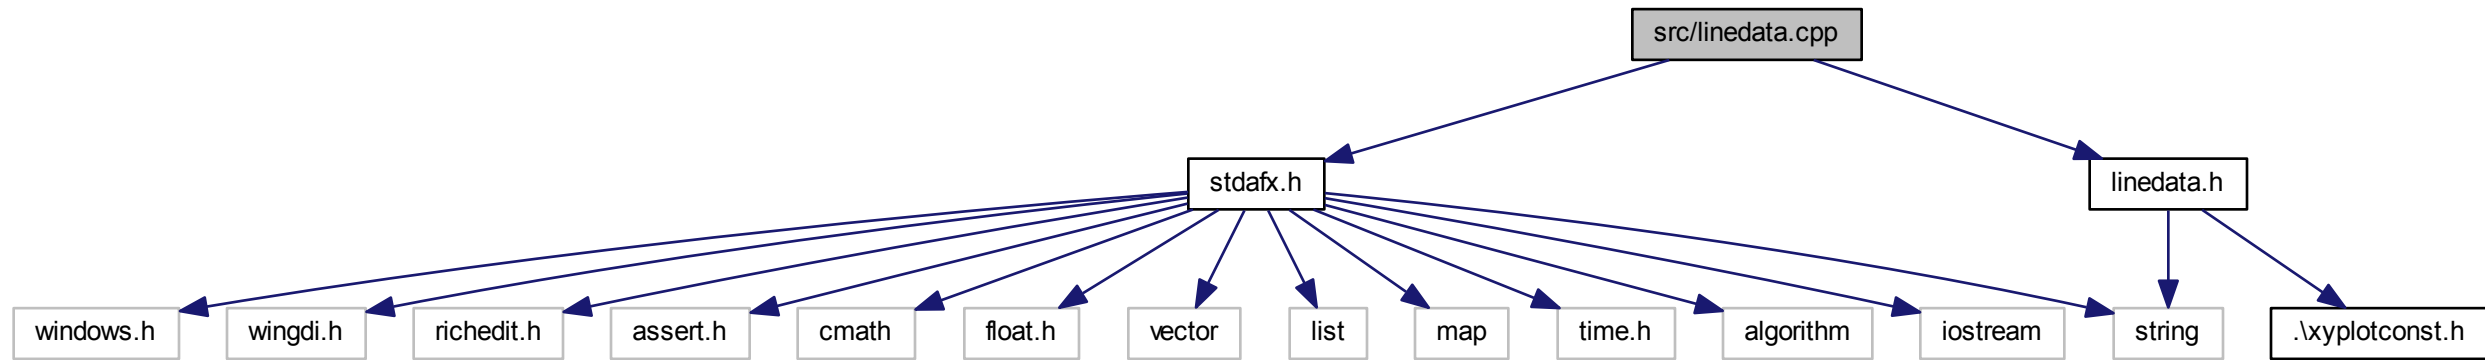 src/linedata.cpp
stdafx.h
linedata.h
windows.h
wingdi.h
richedit.h
assert.h
cmath
float.h
vector
list
map
time.h
algorithm
iostream
string
.\xyplotconst.h